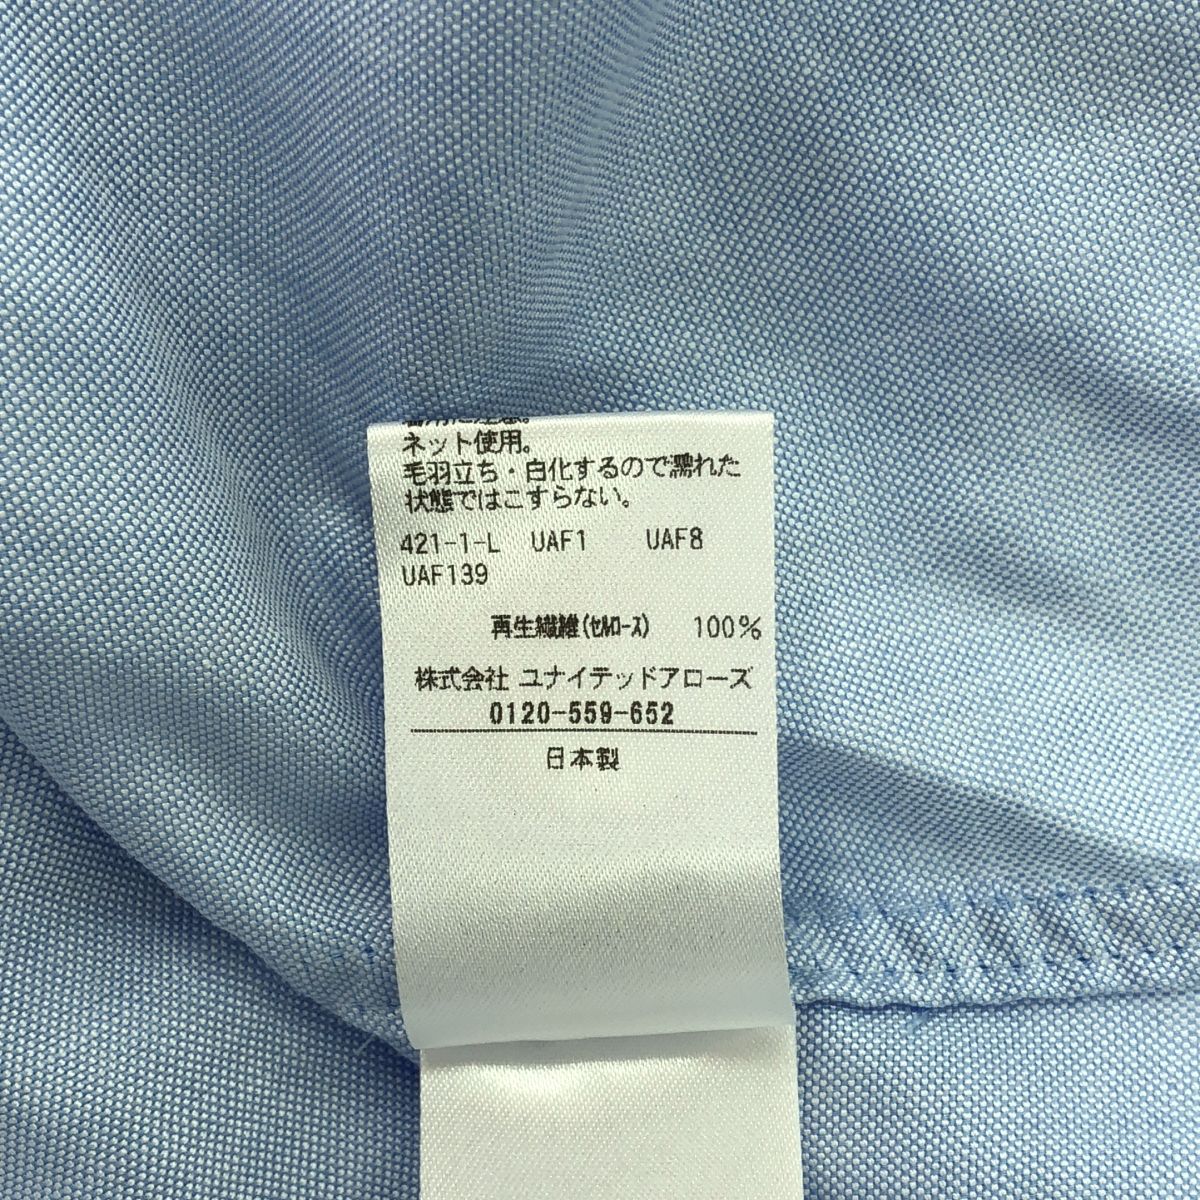 ネット使用。
毛羽立ち・白化するので濡れた
状態ではこすらない。
421-1-L UAF1 UAF8
UAF139
再生繊維(ｾﾙﾛｰｽ) 100%
株式会社 ユナイテッドアローズ
0120-559-652
日本製